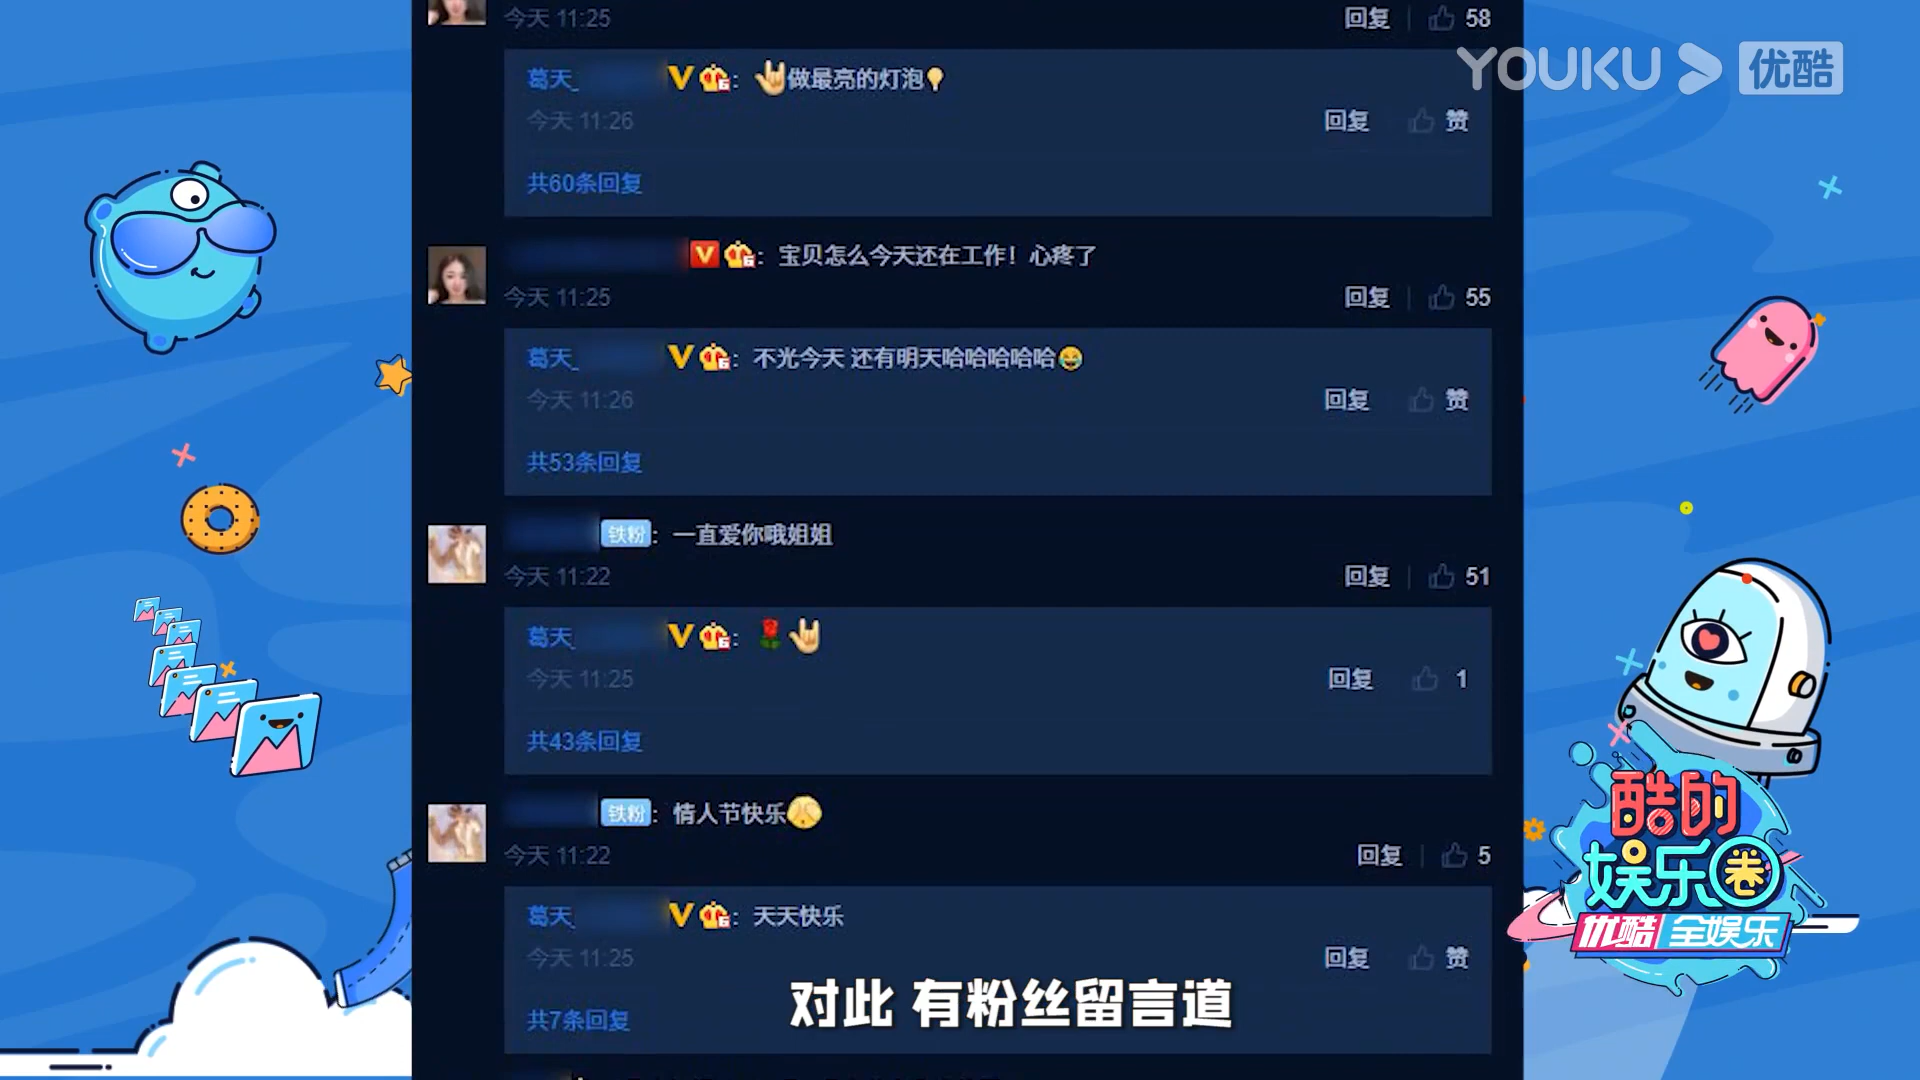 今天 11:25
回复 58
YOUKU 优酷
葛天_ : 做最亮的灯泡
今天 11:26
回复 赞
共60条回复
: 宝贝怎么今天还在工作！心疼了
今天 11:25
回复 55
葛天_ : 不光今天 还有明天哈哈哈哈哈
今天 11:26
回复 赞
共53条回复
铁粉 : 一直爱你哦姐姐
今天 11:22
回复 51
葛天_ :
今天 11:25
回复 1
共43条回复
铁粉 : 情人节快乐
今天 11:22
回复 5
葛天_ : 天天快乐
今天 11:25
回复 赞
共7条回复
对此 有粉丝留言道
酷的
娱乐圈
优酷 全娱乐